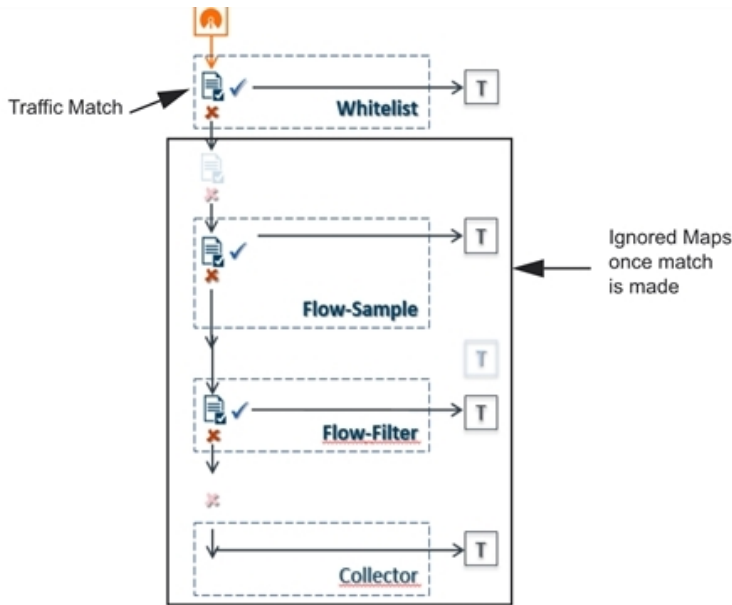 Traffic Match
T
Whitelist
T
Flow-Sample
Ignored Maps
once match
is made
T
T
Flow-Filter
T
Collector